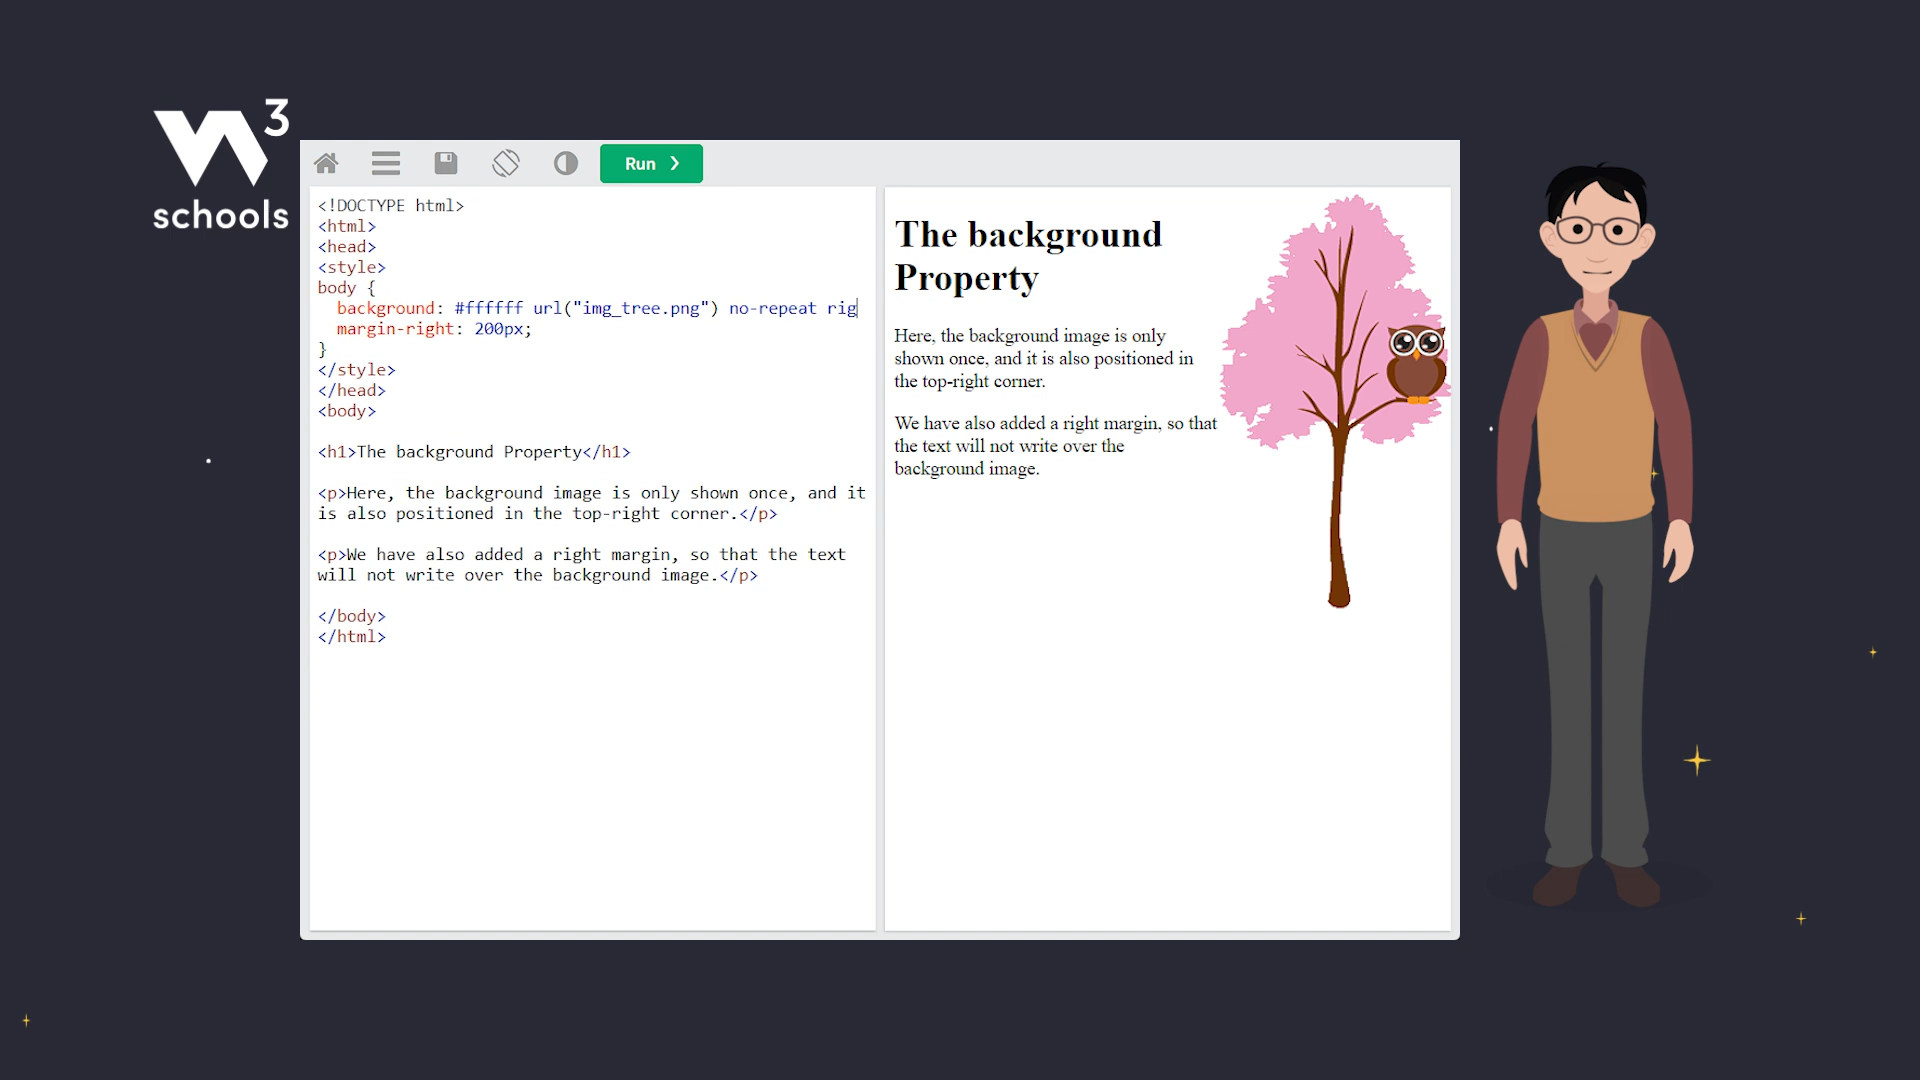 W3
schools
Run ❯
<!DOCTYPE html>
<html>
<head>
<style>
body {
  background: #ffffff url("img_tree.png") no-repeat rig
  margin-right: 200px;
}
</style>
</head>
<body>
<h1>The background Property</h1>
<p>Here, the background image is only shown once, and it
is also positioned in the top-right corner.</p>
<p>We have also added a right margin, so that the text
will not write over the background image.</p>
</body>
</html>
The background
Property
Here, the background image is only
shown once, and it is also positioned in
the top-right corner.
We have also added a right margin, so that
the text will not write over the
background image.